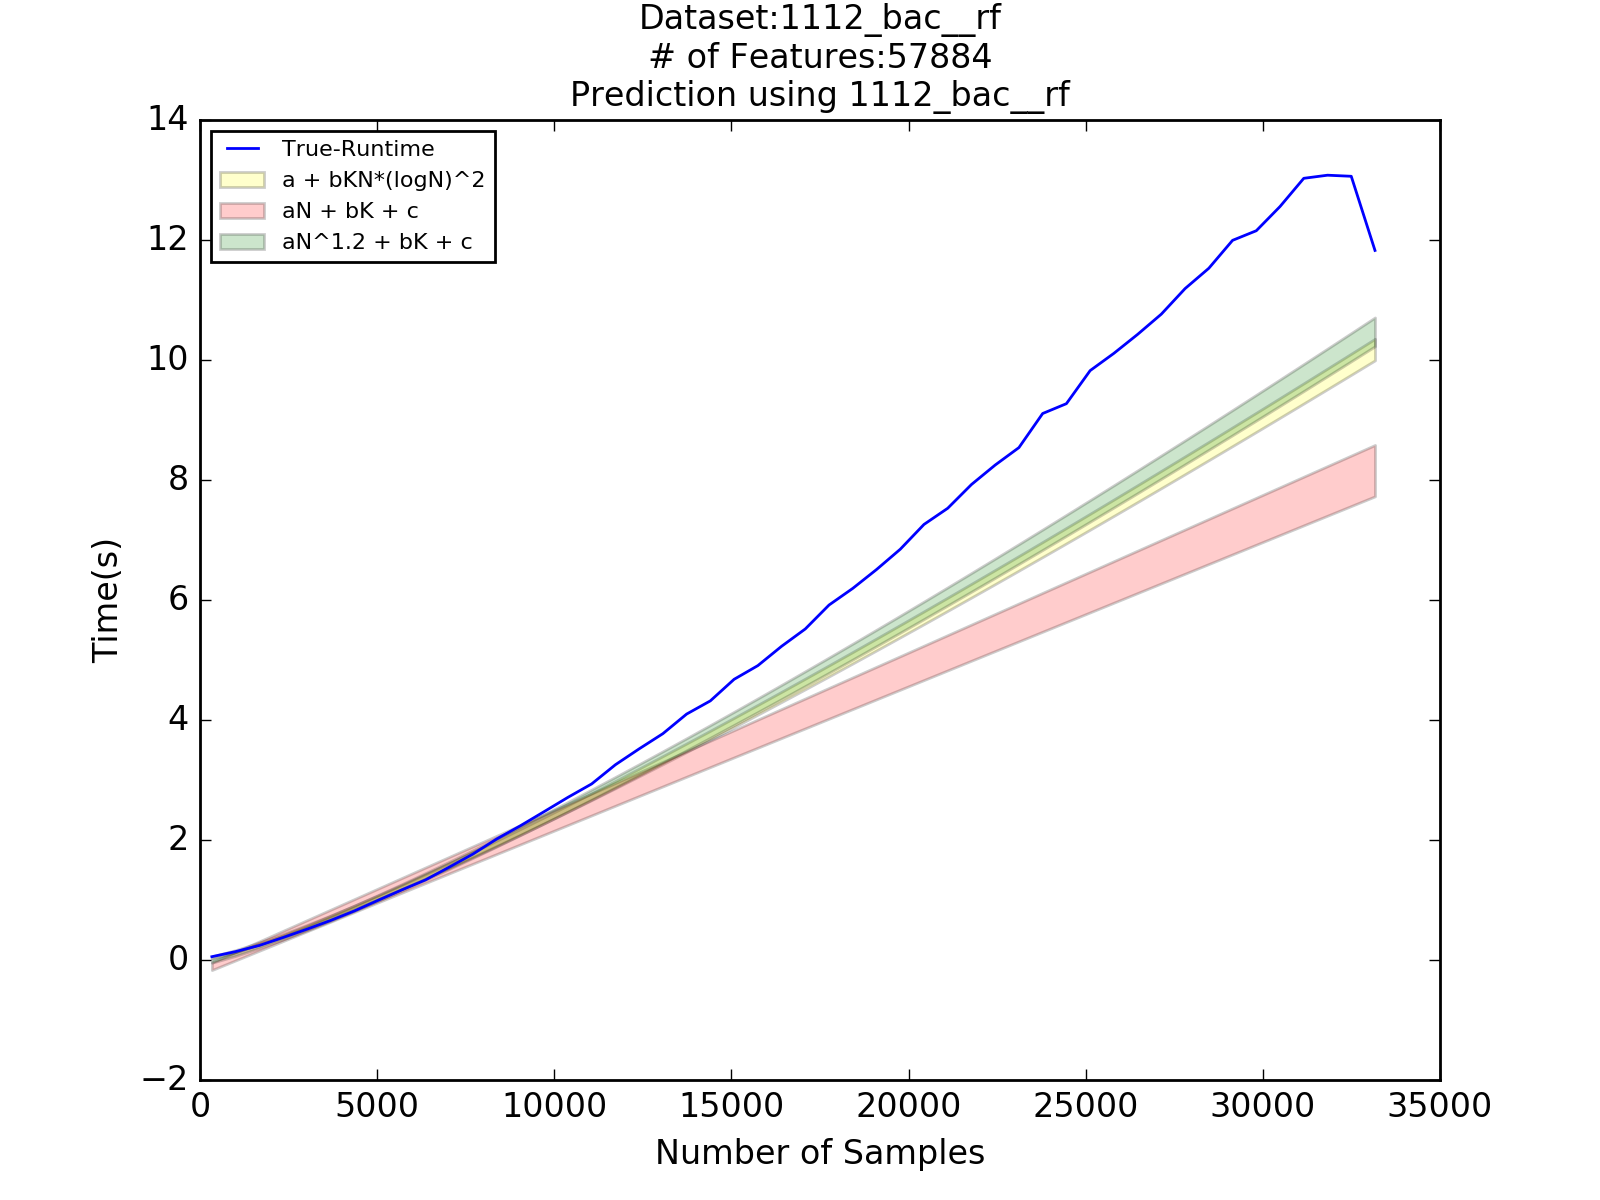 Dataset:1112_bac__rf
# of Features:57884
Prediction using 1112_bac__rf
True-Runtime
a + bKN*(logN)^2
aN + bK + c
aN^1.2 + bK + c
14
12
10
8
6
4
2
0
−2
Time(s)
0 5000 10000 15000 20000 25000 30000 35000
Number of Samples